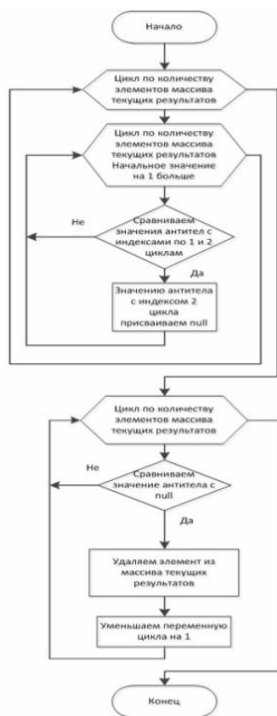 Начало
Цикл по количеству
элементов массива
текущих результатов
Цикл по количеству
элементов массива
текущих результатов
Начальное значение
на 1 больше
Нет
Сравниваем
значения антител с
индексами по 1 и 2
циклам
Да
Значению антитела
с индексом 2
цикла
присваиваем null
Цикл по количеству
элементов массива
текущих результатов
Нет
Сравниваем
значение антитела с
null
Да
Удаляем элемент из
массива текущих
результатов
Уменьшаем переменную
цикла на 1
Конец